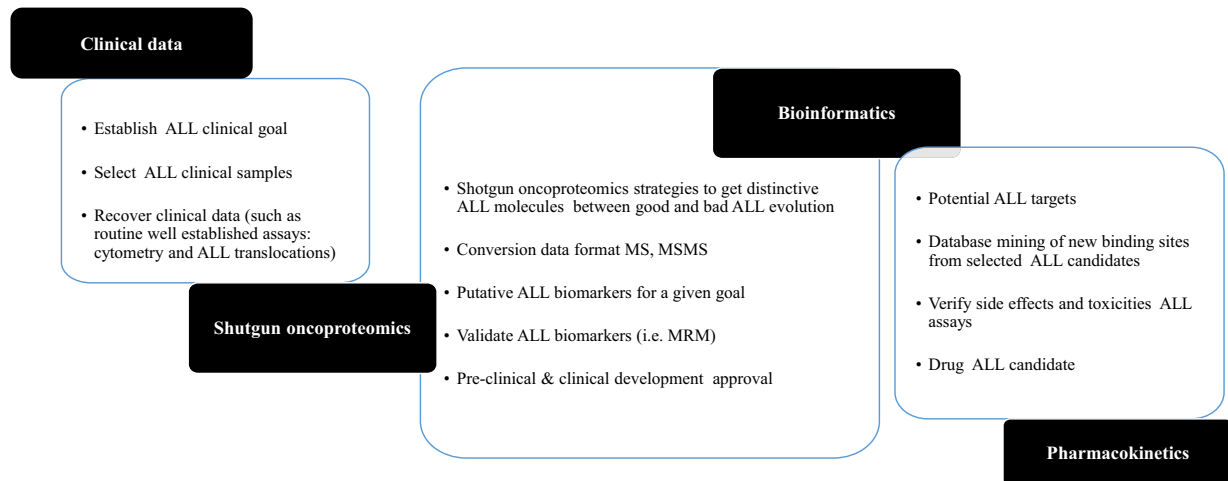 Clinical data
• Establish ALL clinical goal
• Select ALL clinical samples
• Recover clinical data (such as
routine well established assays:
cytometry and ALL translocations)
Shutgun oncoproteomics
• Shotgun oncoproteomics strategies to get distinctive
ALL molecules between good and bad ALL evolution
• Conversion data format MS, MSMS
• Putative ALL biomarkers for a given goal
• Validate ALL biomarkers (i.e. MRM)
• Pre-clinical & clinical development approval
Bioinformatics
• Potential ALL targets
• Database mining of new binding sites
from selected ALL candidates
• Verify side effects and toxicities ALL
assays
• Drug ALL candidate
Pharmacokinetics